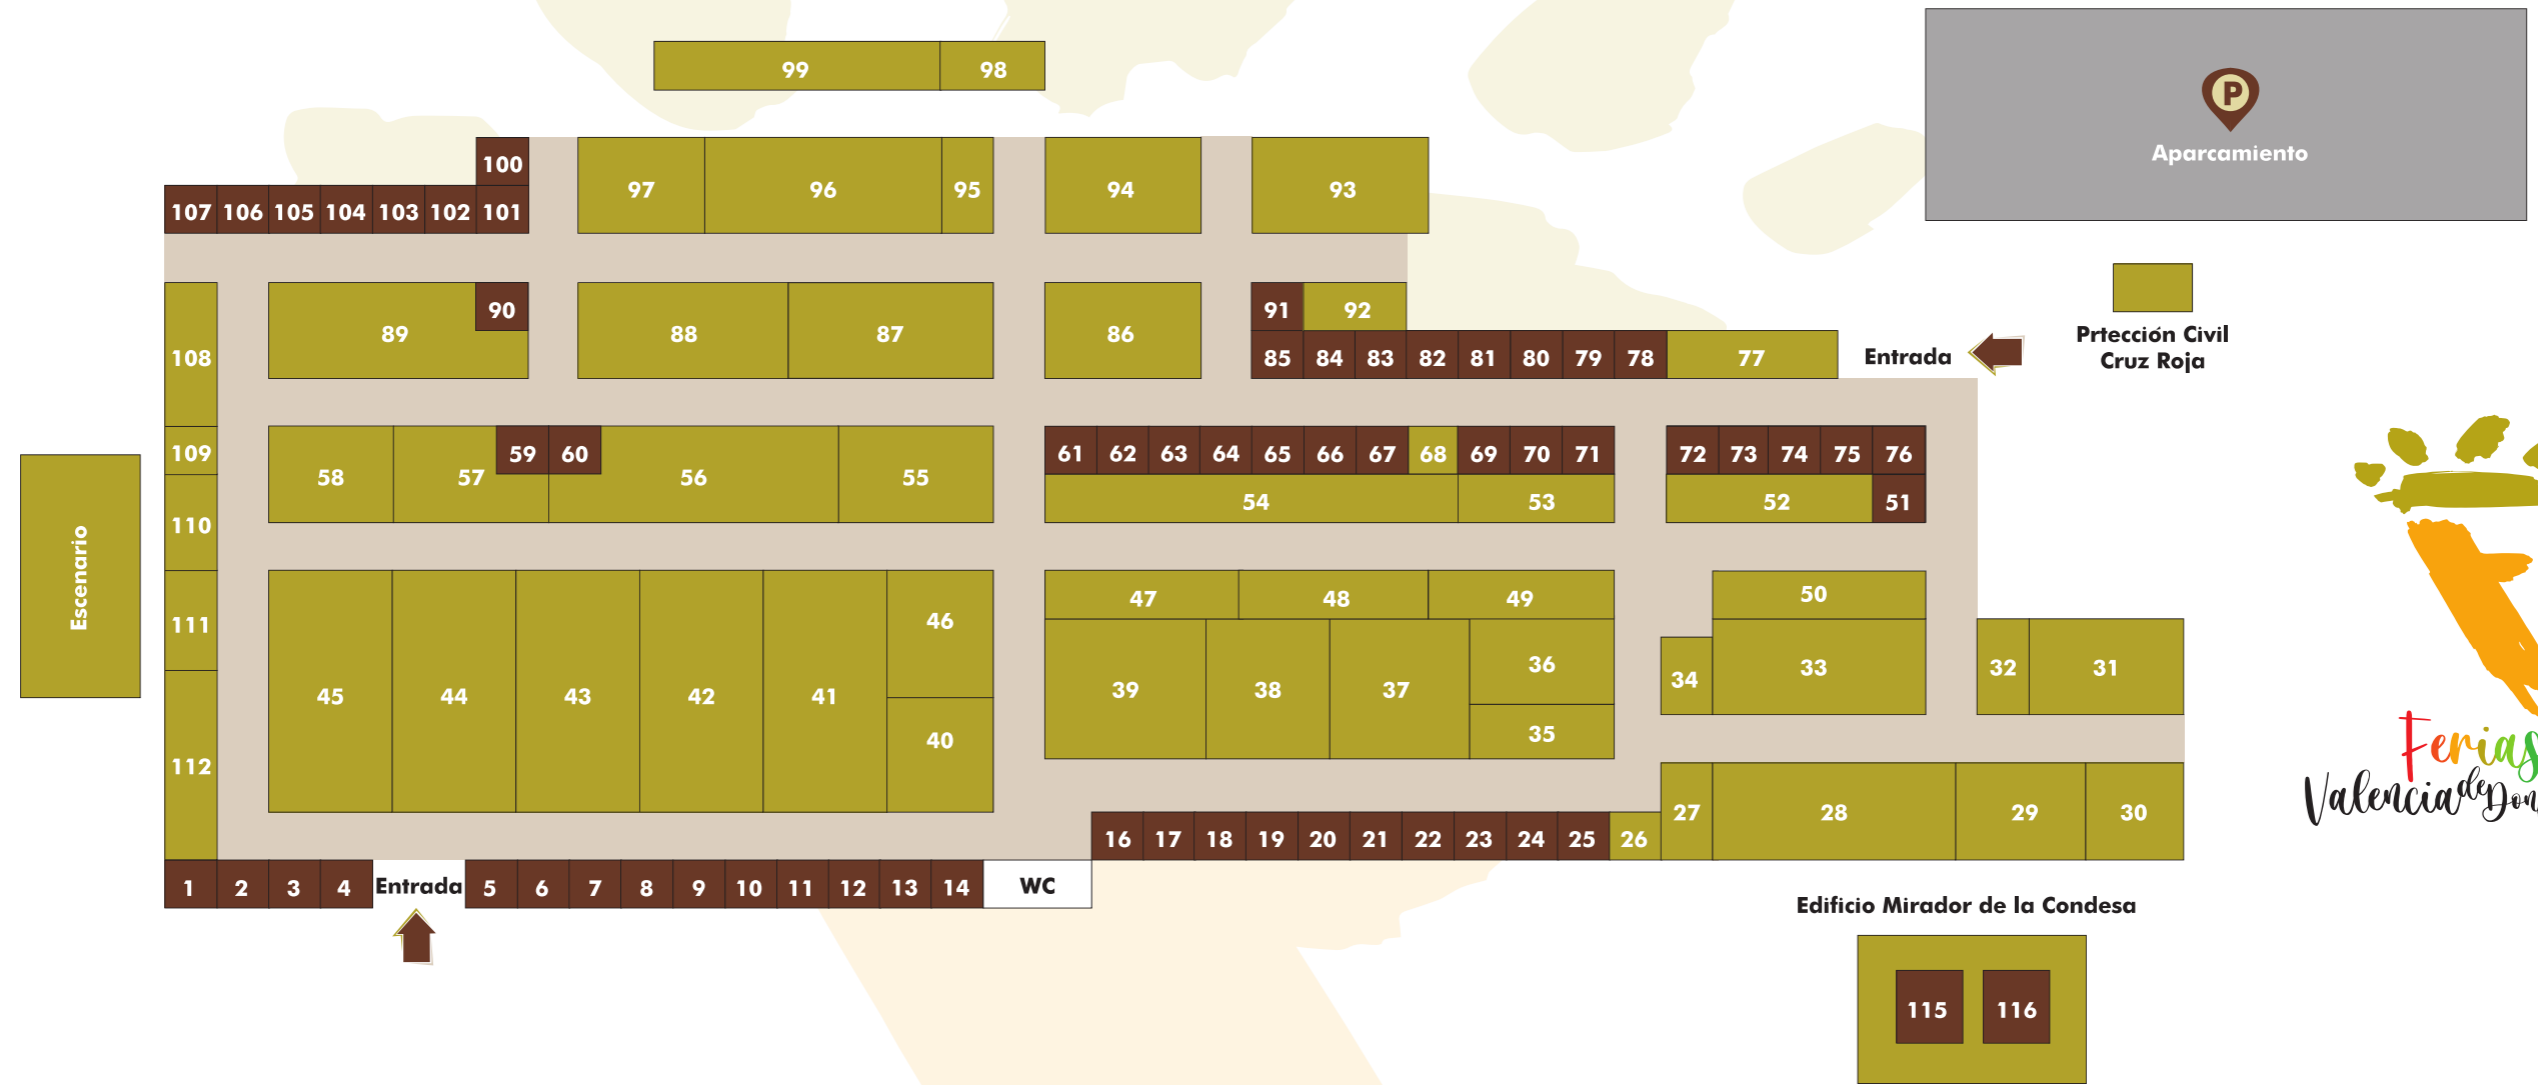 99 98
P
Aparcamiento
100
97 96 95 94 93
107 106 105 104 103 102 101
90 91 92
89 88 87 86
108 85 84 83 82 81 80 79 78 77 Entrada
Prtección Civil
Cruz Roja
109 59 60 61 62 63 64 65 66 67 68 69 70 71 72 73 74 75 76
58 57 56 55
54 53 52 51
110
Escenario
47 48 49 50
111 46
45 44 43 42 41 39 38 37 36 34 33 32 31
40 35
112
Ferias
Valencia de Don
27 28 29 30
16 17 18 19 20 21 22 23 24 25 26
1 2 3 4 Entrada 5 6 7 8 9 10 11 12 13 14 WC
Edificio Mirador de la Condesa
115 116